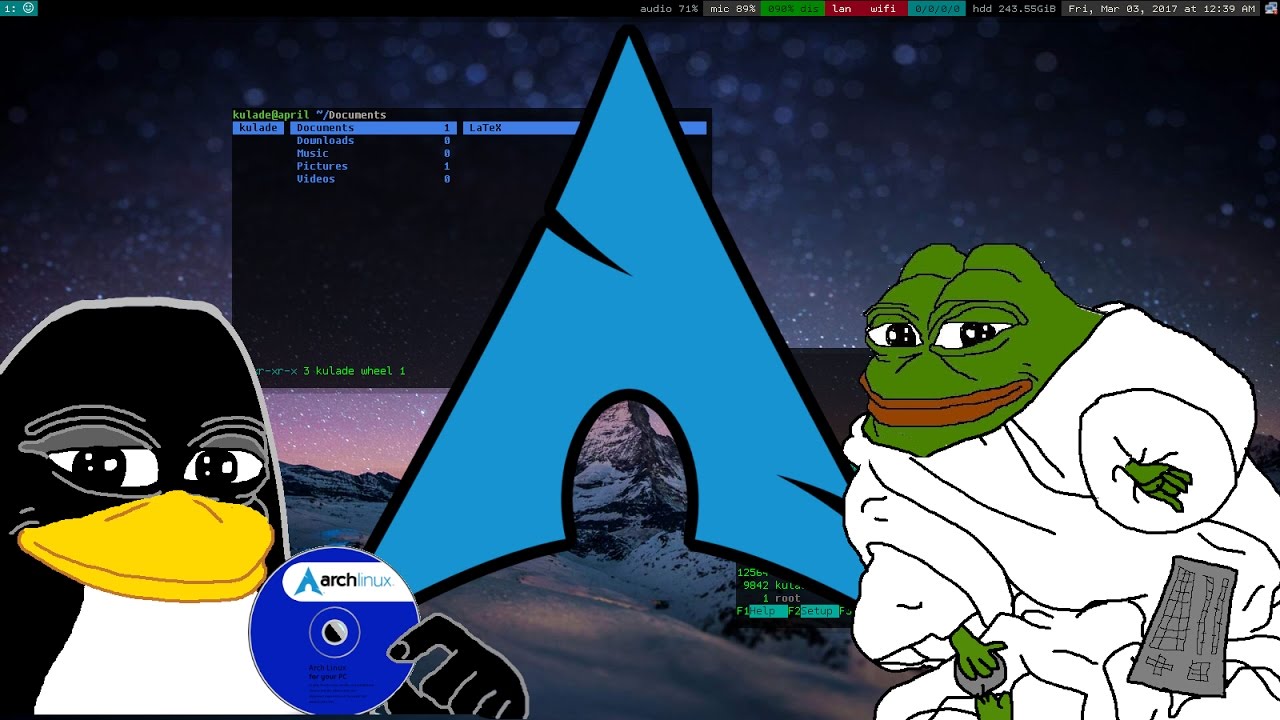 1: ☺ audio 71% mic 89% 090% dis lan wifi 0/0/0/0 hdd 243.55GiB Fri, Mar 03, 2017 at 12:39 AM
kulade@april ~/Documents
kulade Documents 1 LaTeX
Downloads 0
Music 0
Pictures 1
Videos 0
r-xr-x 3 kulade wheel 1
archlinux
Arch Linux
for your PC
9842
1 root
F1Help F2Setup